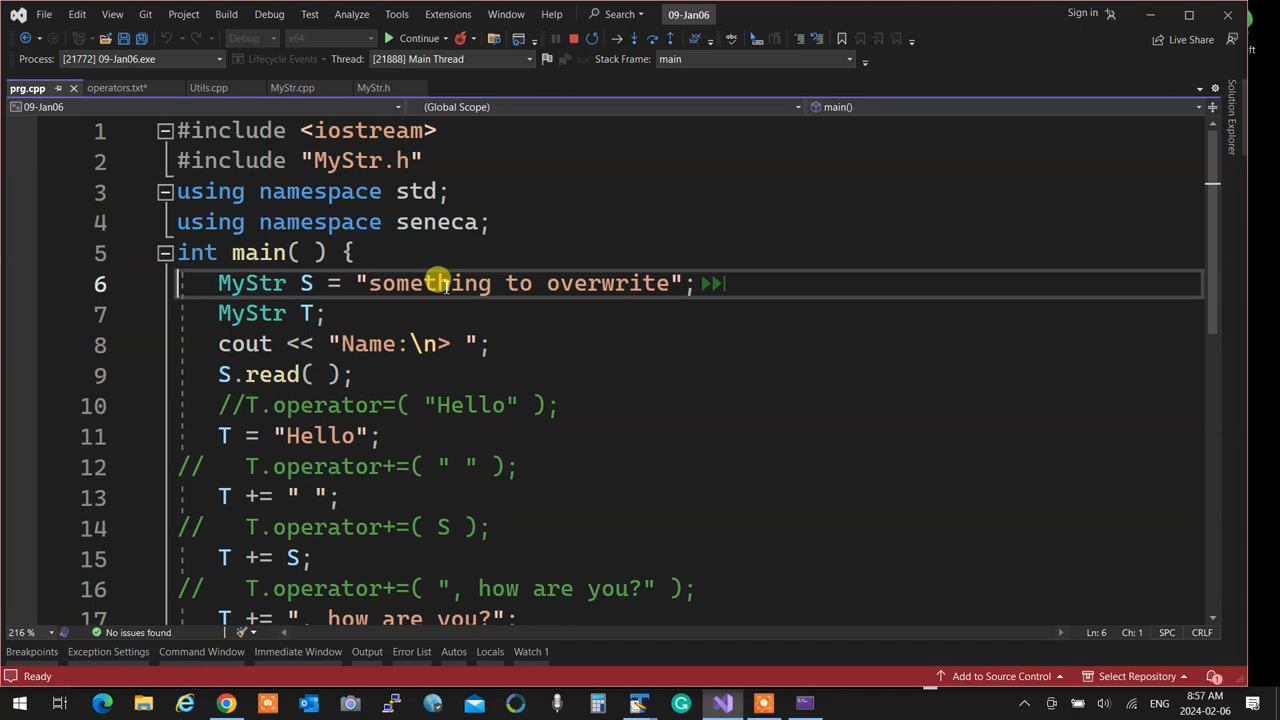 File Edit View Git Project Build Debug Test Analyze Tools Extensions Window Help Search 09-Jan06 Sign in
Debug x64 Continue Live Share
Process: [21772] 09-Jan06.exe Lifecycle Events Thread: [21888] Main Thread Stack Frame: main
prg.cpp operators.txt* Utils.cpp MyStr.cpp MyStr.h
09-Jan06 (Global Scope) main()
Solution Explorer
1 #include <iostream>
2 #include "MyStr.h"
3 using namespace std;
4 using namespace seneca;
5 int main( ) {
6 MyStr S = "something to overwrite";
7 MyStr T;
8 cout << "Name:\n> ";
9 S.read( );
10 //T.operator=( "Hello" );
11 T = "Hello";
12 // T.operator+=( " " );
13 T += " ";
14 // T.operator+=( S );
15 T += S;
16 // T.operator+=( ", how are you?" );
17 T += ", how are you?";
216 % No issues found Ln: 6 Ch: 1 SPC CRLF
Breakpoints Exception Settings Command Window Immediate Window Output Error List Autos Locals Watch 1
Ready Add to Source Control Select Repository 1
ENG 8:57 AM
2024-02-06